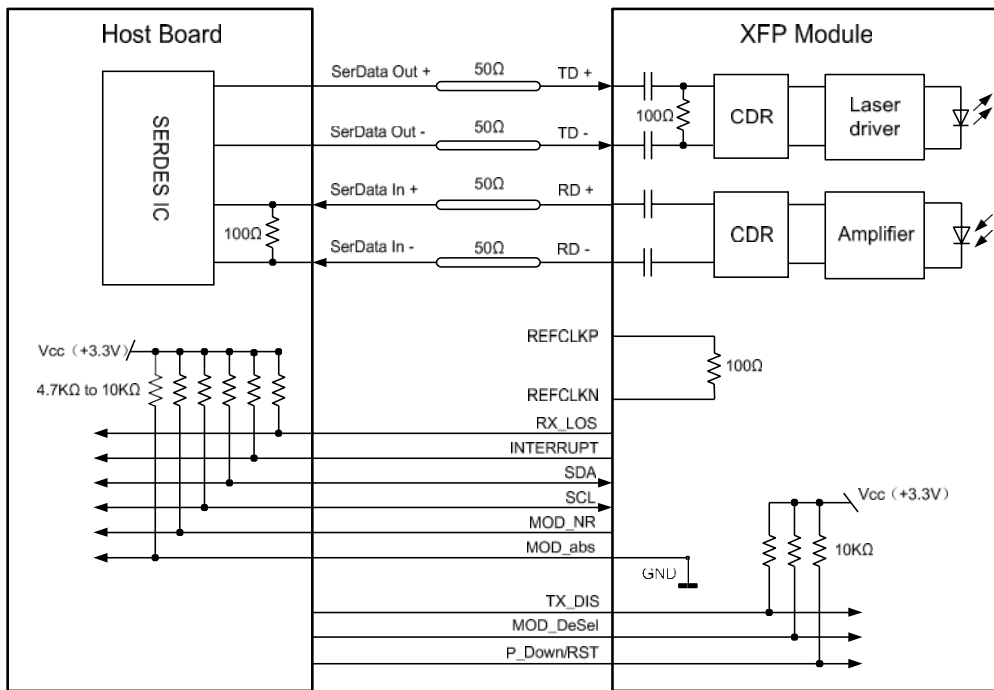 Host Board
XFP Module
SERDES IC
SerData Out +
50Ω
TD +
SerData Out -
50Ω
TD -
SerData In +
50Ω
RD +
SerData In -
50Ω
RD -
100Ω
100Ω
CDR
Laser driver
CDR
Amplifier
REFCLKP
100Ω
REFCLKN
Vcc（+3.3V）
4.7KΩ to 10KΩ
RX_LOS
INTERRUPT
SDA
SCL
MOD_NR
MOD_abs
GND
Vcc（+3.3V）
10KΩ
TX_DIS
MOD_DeSel
P_Down/RST